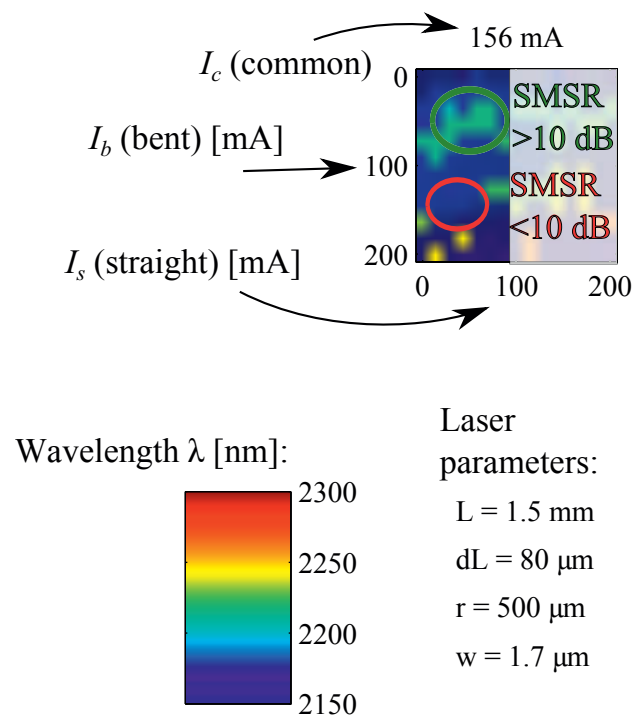 156 mA
I_c (common)
0
SMSR
>10 dB
I_b (bent) [mA]
100
SMSR
<10 dB
200
I_s (straight) [mA]
0 100 200
Laser
parameters:
Wavelength λ [nm]:
2300
2250
2200
2150
L = 1.5 mm
dL = 80 μm
r = 500 μm
w = 1.7 μm